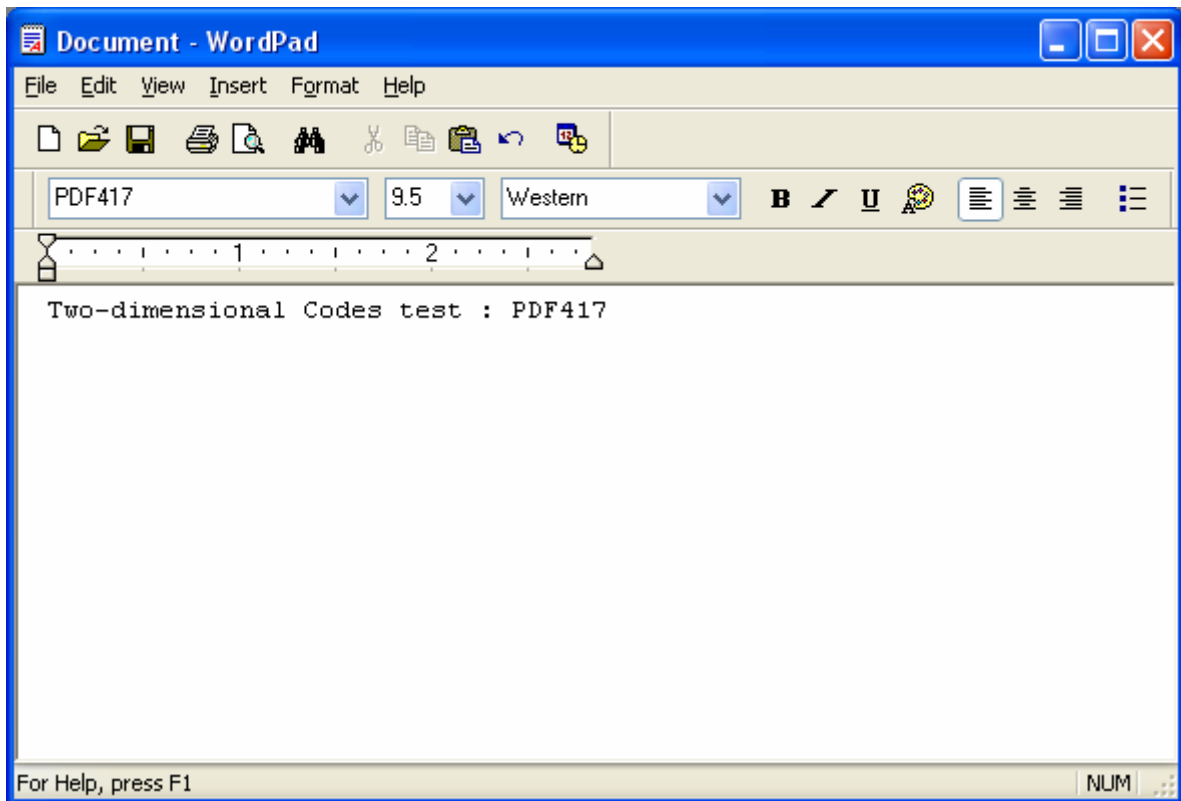 Document - WordPad
File Edit View Insert Format Help
PDF417 9.5 Western B / U
1 2
Two-dimensional Codes test : PDF417
For Help, press F1 NUM